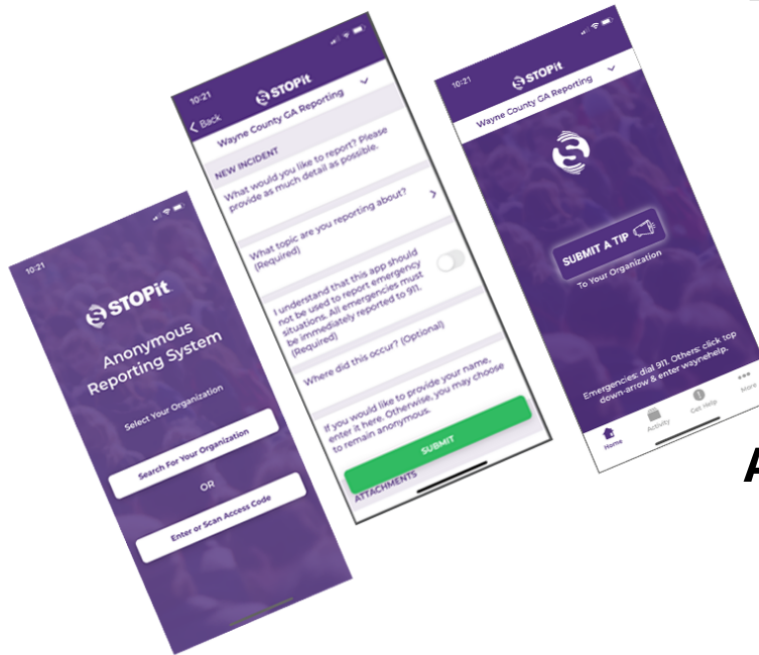 10:21
STOPit
Anonymous
Reporting System
Select Your Organization
Search For Your Organization
OR
Enter or Scan Access Code
10:21
Back
STOPit
Wayne County GA Reporting
NEW INCIDENT
What would you like to report? Please
provide as much detail as possible.
What topic are you reporting about?
(Required)
I understand that this app should
not be used to report emergency
situations. All emergencies must
be immediately reported to 911.
(Required)
Where did this occur? (Optional)
If you would like to provide your name,
enter it here. Otherwise, you may choose
to remain anonymous.
SUBMIT
ATTACHMENTS
10:21
STOPit
Wayne County GA Reporting
S
SUBMIT A TIP
To Your Organization
Emergencies: dial 911. Others: click top
down-arrow & enter waynehelp.
Home
Activity
Get Help
More
A